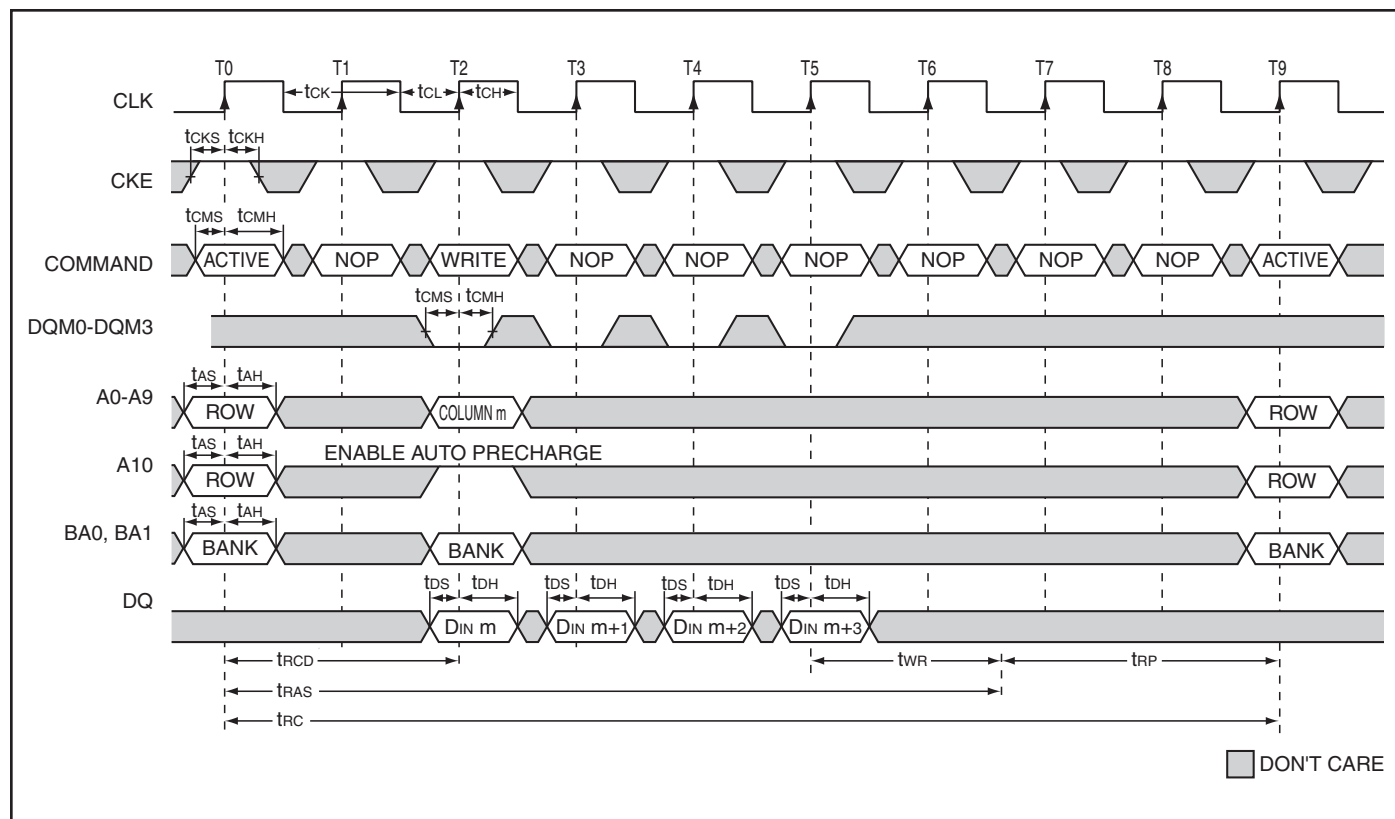 T0 T1 T2 T3 T4 T5 T6 T7 T8 T9
CLK
tCK tCL tCH
tCKS tCKH
CKE
tCMS tCMH
COMMAND
ACTIVE NOP WRITE NOP NOP NOP NOP NOP NOP ACTIVE
tCMS tCMH
DQM0-DQM3
tAS tAH
A0-A9
ROW COLUMN m ROW
tAS tAH
ENABLE AUTO PRECHARGE
A10
ROW ROW
tAS tAH
BA0, BA1
BANK BANK BANK
tDS tDH tDS tDH tDS tDH tDS tDH
DQ
DIN m DIN m+1 DIN m+2 DIN m+3
tRCD tWR tRP
tRAS
tRC
DON'T CARE